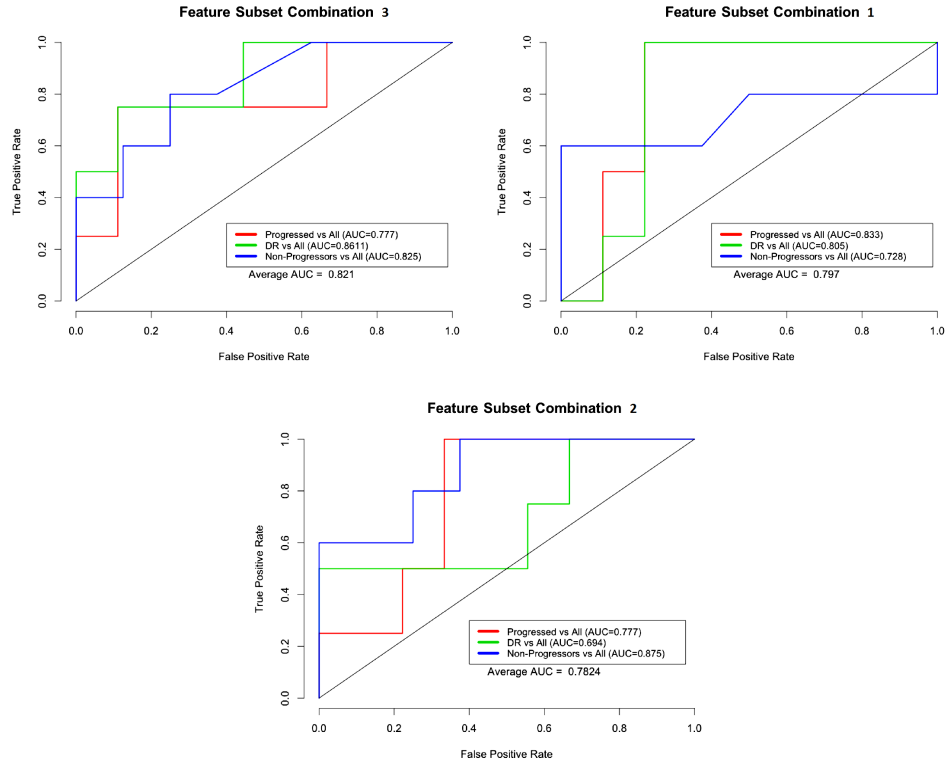 Feature Subset Combination 3
True Positive Rate
1.0
0.8
0.6
0.4
0.2
0.0
Progressed vs All (AUC=0.777)
DR vs All (AUC=0.8611)
Non-Progressors vs All (AUC=0.825)
Average AUC = 0.821
0.0 0.2 0.4 0.6 0.8 1.0
False Positive Rate
Feature Subset Combination 1
True Positive Rate
1.0
0.8
0.6
0.4
0.2
0.0
Progressed vs All (AUC=0.833)
DR vs All (AUC=0.805)
Non-Progressors vs All (AUC=0.728)
Average AUC = 0.797
0.0 0.2 0.4 0.6 0.8 1.0
False Positive Rate
Feature Subset Combination 2
True Positive Rate
1.0
0.8
0.6
0.4
0.2
0.0
Progressed vs All (AUC=0.777)
DR vs All (AUC=0.694)
Non-Progressors vs All (AUC=0.875)
Average AUC = 0.7824
0.0 0.2 0.4 0.6 0.8 1.0
False Positive Rate